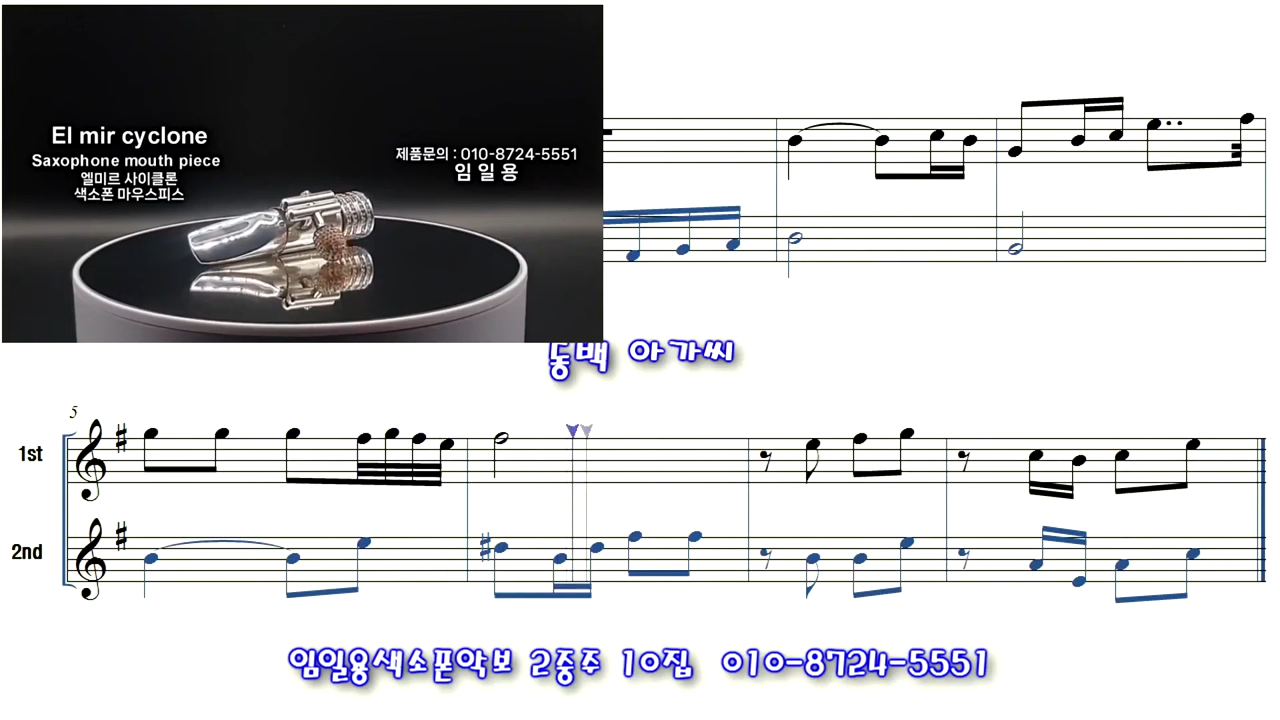 El mir cyclone
Saxophone mouth piece
엘미르 사이클론
색소폰 마우스피스
제품문의 : 010-8724-5551
임 일 용
동백 아가씨
5
1st
2nd
임일용색소폰악보 2중주 10집 010-8724-5551